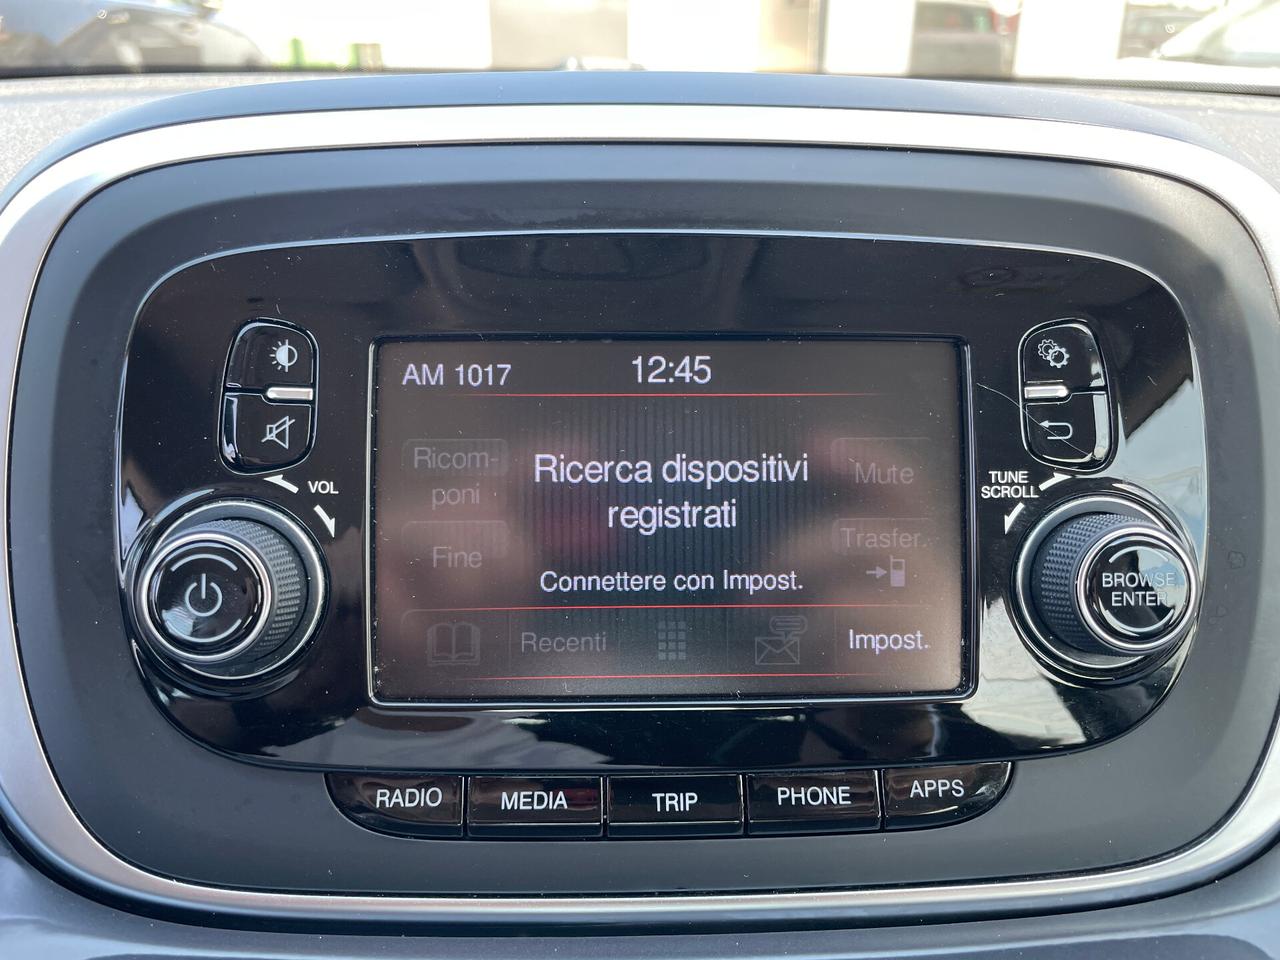 AM 1017
12:45
Ricom-
poni
Ricerca dispositivi
registrati
Mute
Fine
Connettere con Impost.
Trasfer.
Recenti
Impost.
VOL
TUNE
SCROLL
BROWSE
ENTER
RADIO
MEDIA
TRIP
PHONE
APPS